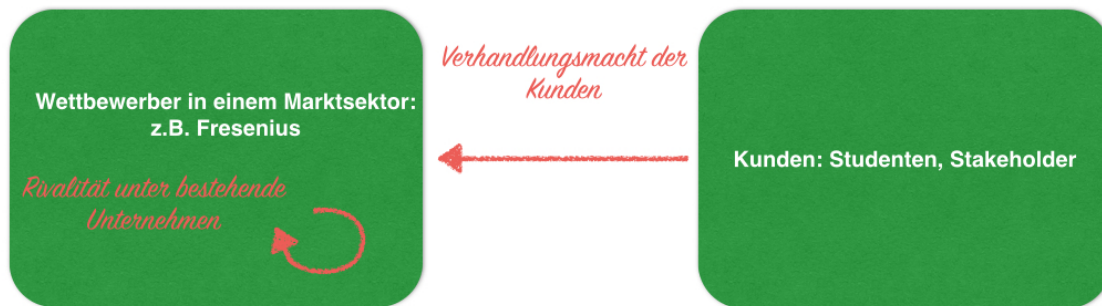 Wettbewerber in einem Marktsektor:
z.B. Fresenius
Rivalität unter bestehende
Unternehmen
Verhandlungsmacht der
Kunden
Kunden: Studenten, Stakeholder